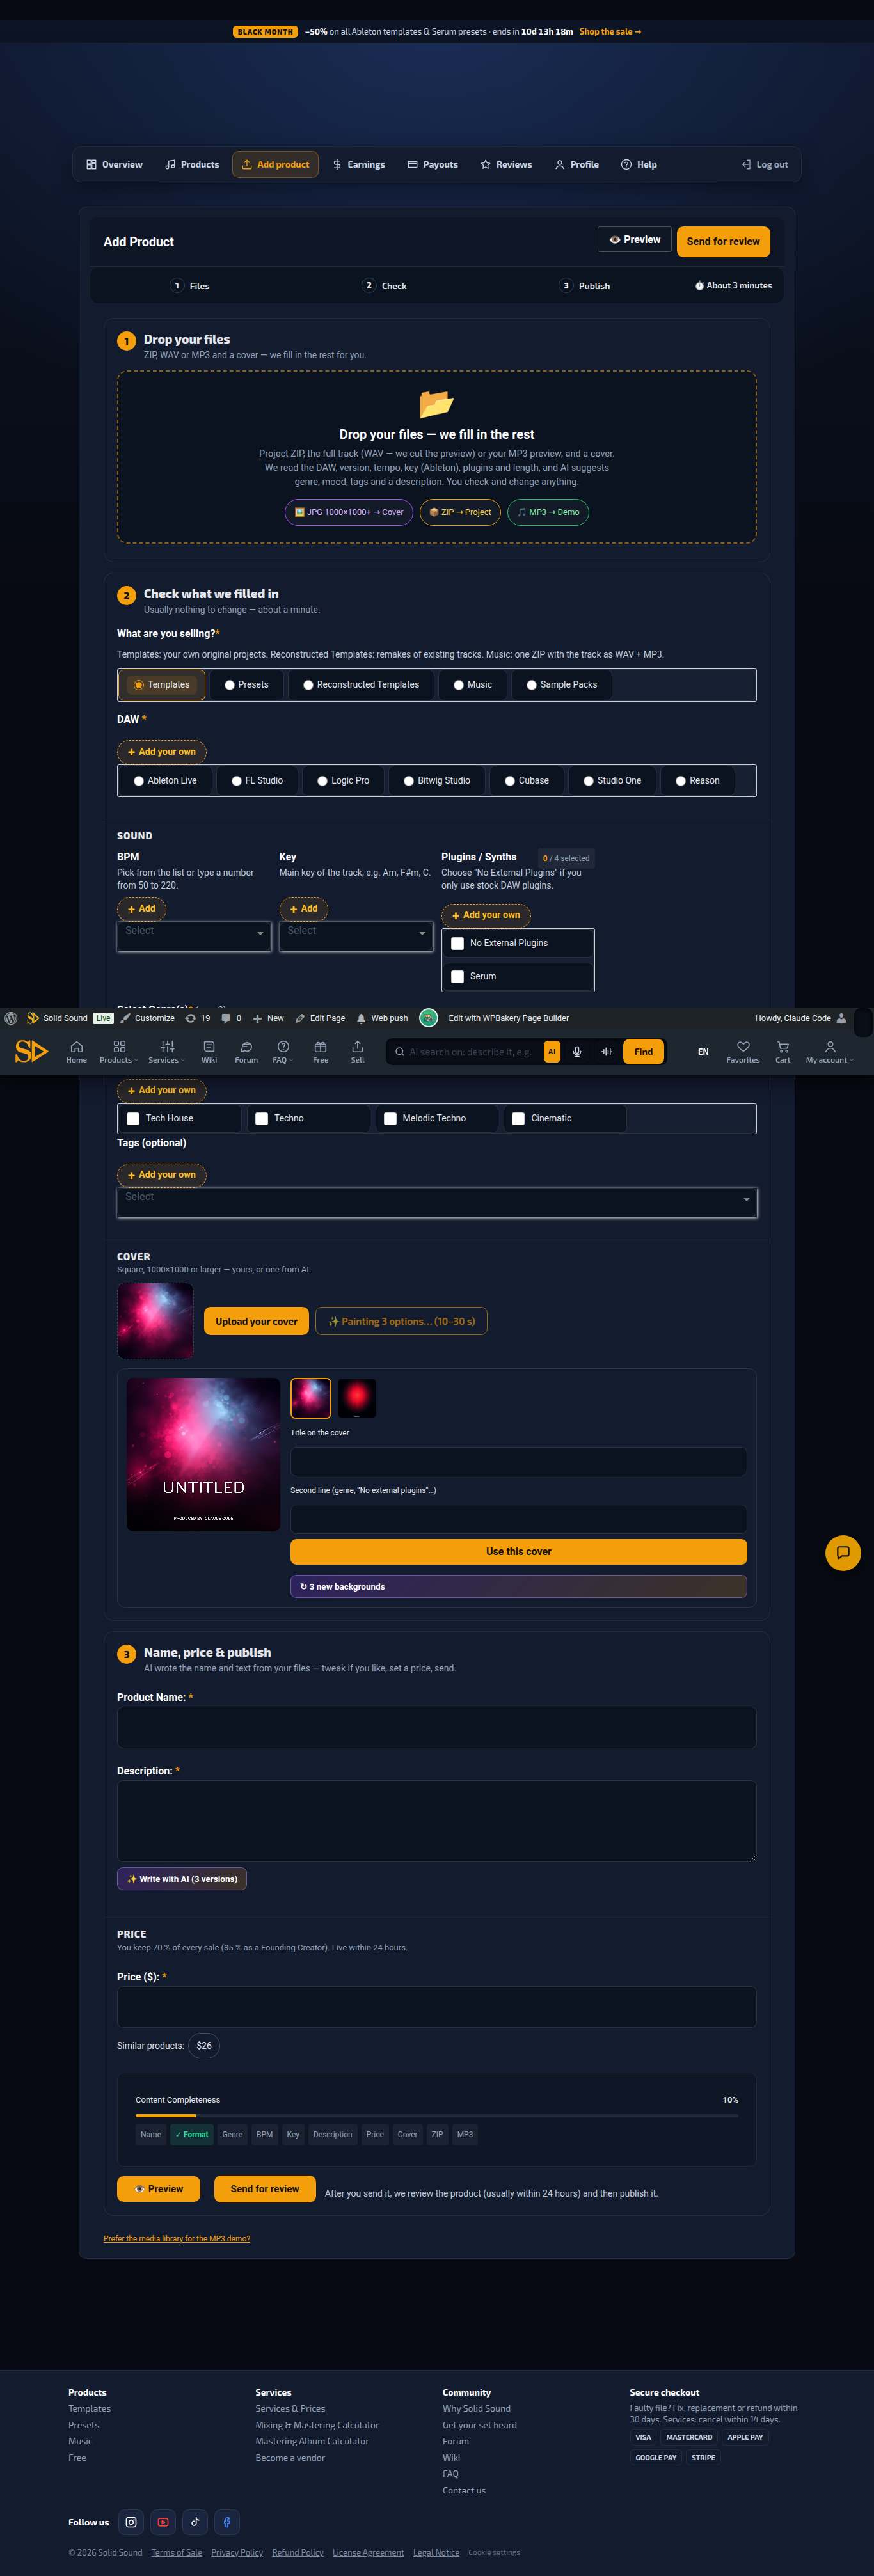 BLACK MONTH −50% on all Ableton templates & Serum presets · ends in 10d 13h 18m Shop the sale →
Overview Products Add product Earnings Payouts Reviews Profile Help Log out
Add Product Preview Send for review
1 Files 2 Check 3 Publish About 3 minutes
1 Drop your files
ZIP, WAV or MP3 and a cover — we fill in the rest for you.
Drop your files — we fill in the rest
Project ZIP, the full track (WAV — we cut the preview) or your MP3 preview, and a cover.
We read the DAW, version, tempo, key (Ableton), plugins and length, and AI suggests
genre, mood, tags and a description. You check and change anything.
JPG 1000×1000+ → Cover ZIP → Project MP3 → Demo
2 Check what we filled in
Usually nothing to change — about a minute.
What are you selling?*
Templates: your own original projects. Reconstructed Templates: remakes of existing tracks. Music: one ZIP with the track as WAV + MP3.
Templates Presets Reconstructed Templates Music Sample Packs
DAW *
+ Add your own
Ableton Live FL Studio Logic Pro Bitwig Studio Cubase Studio One Reason
SOUND
BPM Key Plugins / Synths 0 / 4 selected
Pick from the list or type a number Main key of the track, e.g. Am, F#m, C. Choose "No External Plugins" if you
from 50 to 220. only use stock DAW plugins.
+ Add + Add + Add your own
Select Select
No External Plugins
Serum
Solid Sound Live Customize 19 0 New Edit Page Web push Edit with WPBakery Page Builder Howdy, Claude Code
Home Products Services Wiki Forum FAQ Free Sell AI search on: describe it, e.g. AI Find EN Favorites Cart My account
+ Add your own
Tech House Techno Melodic Techno Cinematic
Tags (optional)
+ Add your own
Select
COVER
Square, 1000×1000 or larger — yours, or one from AI.
Upload your cover ✨ Painting 3 options… (10–30 s)
Title on the cover
Second line (genre, "No external plugins"…)
UNTITLED
PRODUCED BY: CLAUDE CODE
Use this cover
↻ 3 new backgrounds
3 Name, price & publish
AI wrote the name and text from your files — tweak if you like, set a price, send.
Product Name: *
Description: *
✨ Write with AI (3 versions)
PRICE
You keep 70 % of every sale (85 % as a Founding Creator). Live within 24 hours.
Price ($): *
Similar products: $26
Content Completeness 10%
Name ✓ Format Genre BPM Key Description Price Cover ZIP MP3
Preview Send for review After you send it, we review the product (usually within 24 hours) and then publish it.
Prefer the media library for the MP3 demo?
Products Services Community Secure checkout
Templates Services & Prices Why Solid Sound Faulty file? Fix, replacement or refund within
Presets Mixing & Mastering Calculator Get your set heard 30 days. Services: cancel within 14 days.
Music Mastering Album Calculator Forum VISA MASTERCARD APPLE PAY
Free Become a vendor Wiki GOOGLE PAY STRIPE
FAQ
Contact us
Follow us
© 2026 Solid Sound Terms of Sale Privacy Policy Refund Policy License Agreement Legal Notice Cookie settings